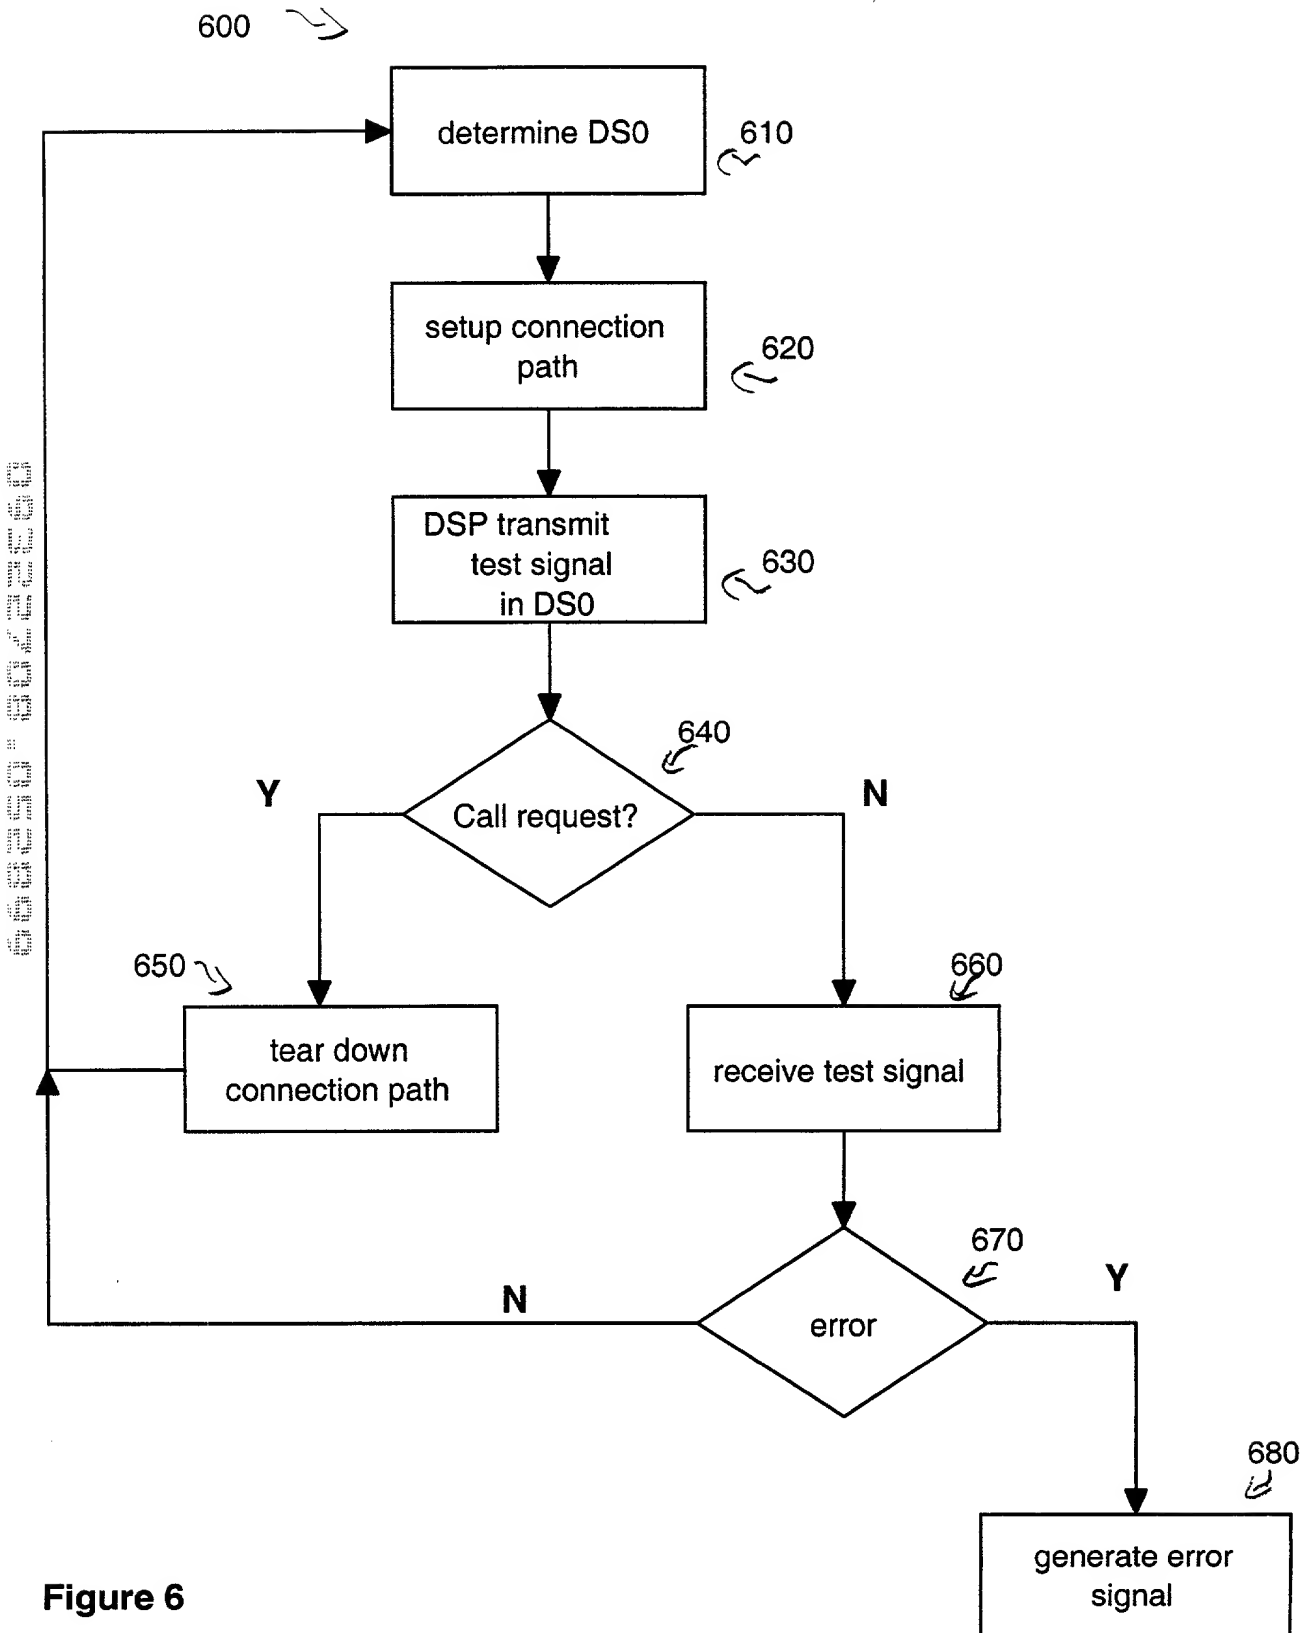 600
determine DS0
610
setup connection
path
620
DSP transmit
test signal
in DS0
630
640
Y
Call request?
N
650
660
tear down
connection path
receive test signal
670
Y
N
error
680
generate error
signal
Figure 6